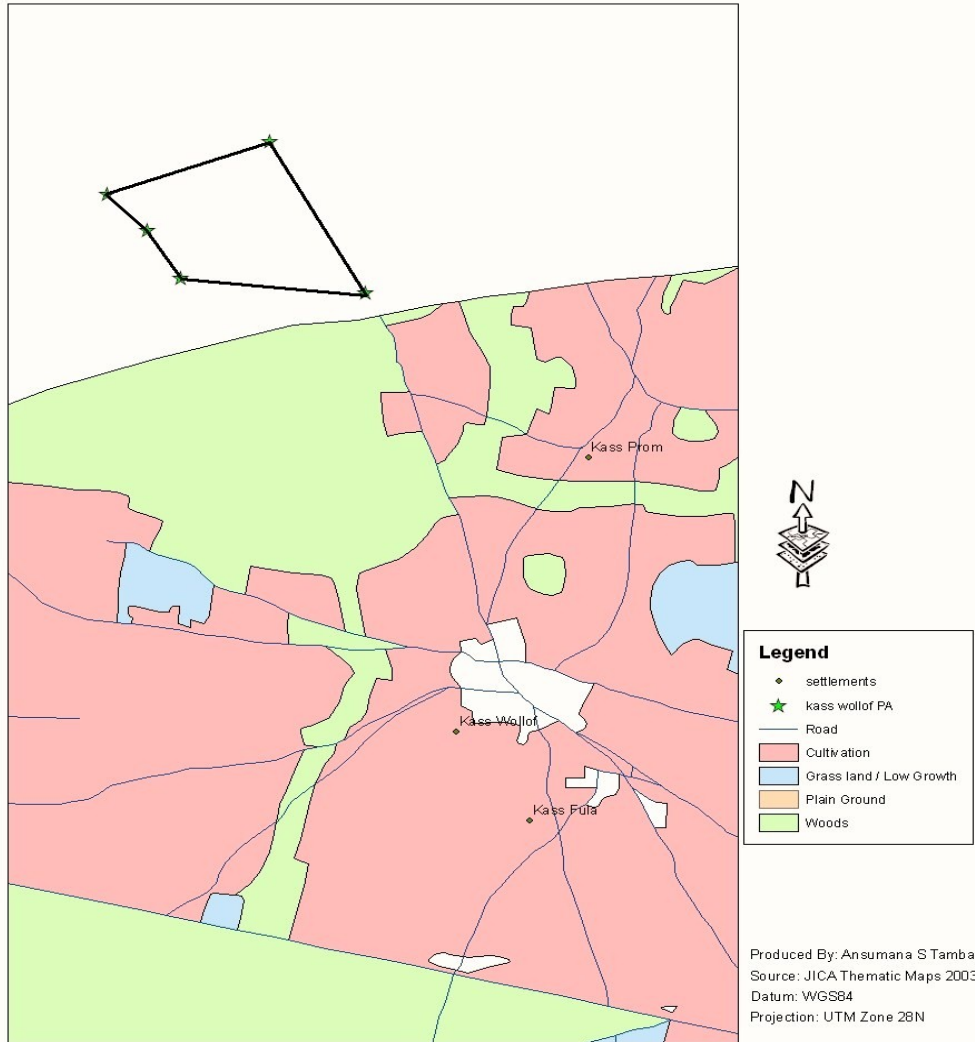 Kass Prom
Kass Wollof
Kass Fula
N
Legend
settlements
kass wollof PA
Road
Cultivation
Grass land / Low Growth
Plain Ground
Woods
Produced By: Ansumana S Tamba
Source: JICA Thematic Maps 2003
Datum: WGS84
Projection: UTM Zone 28N